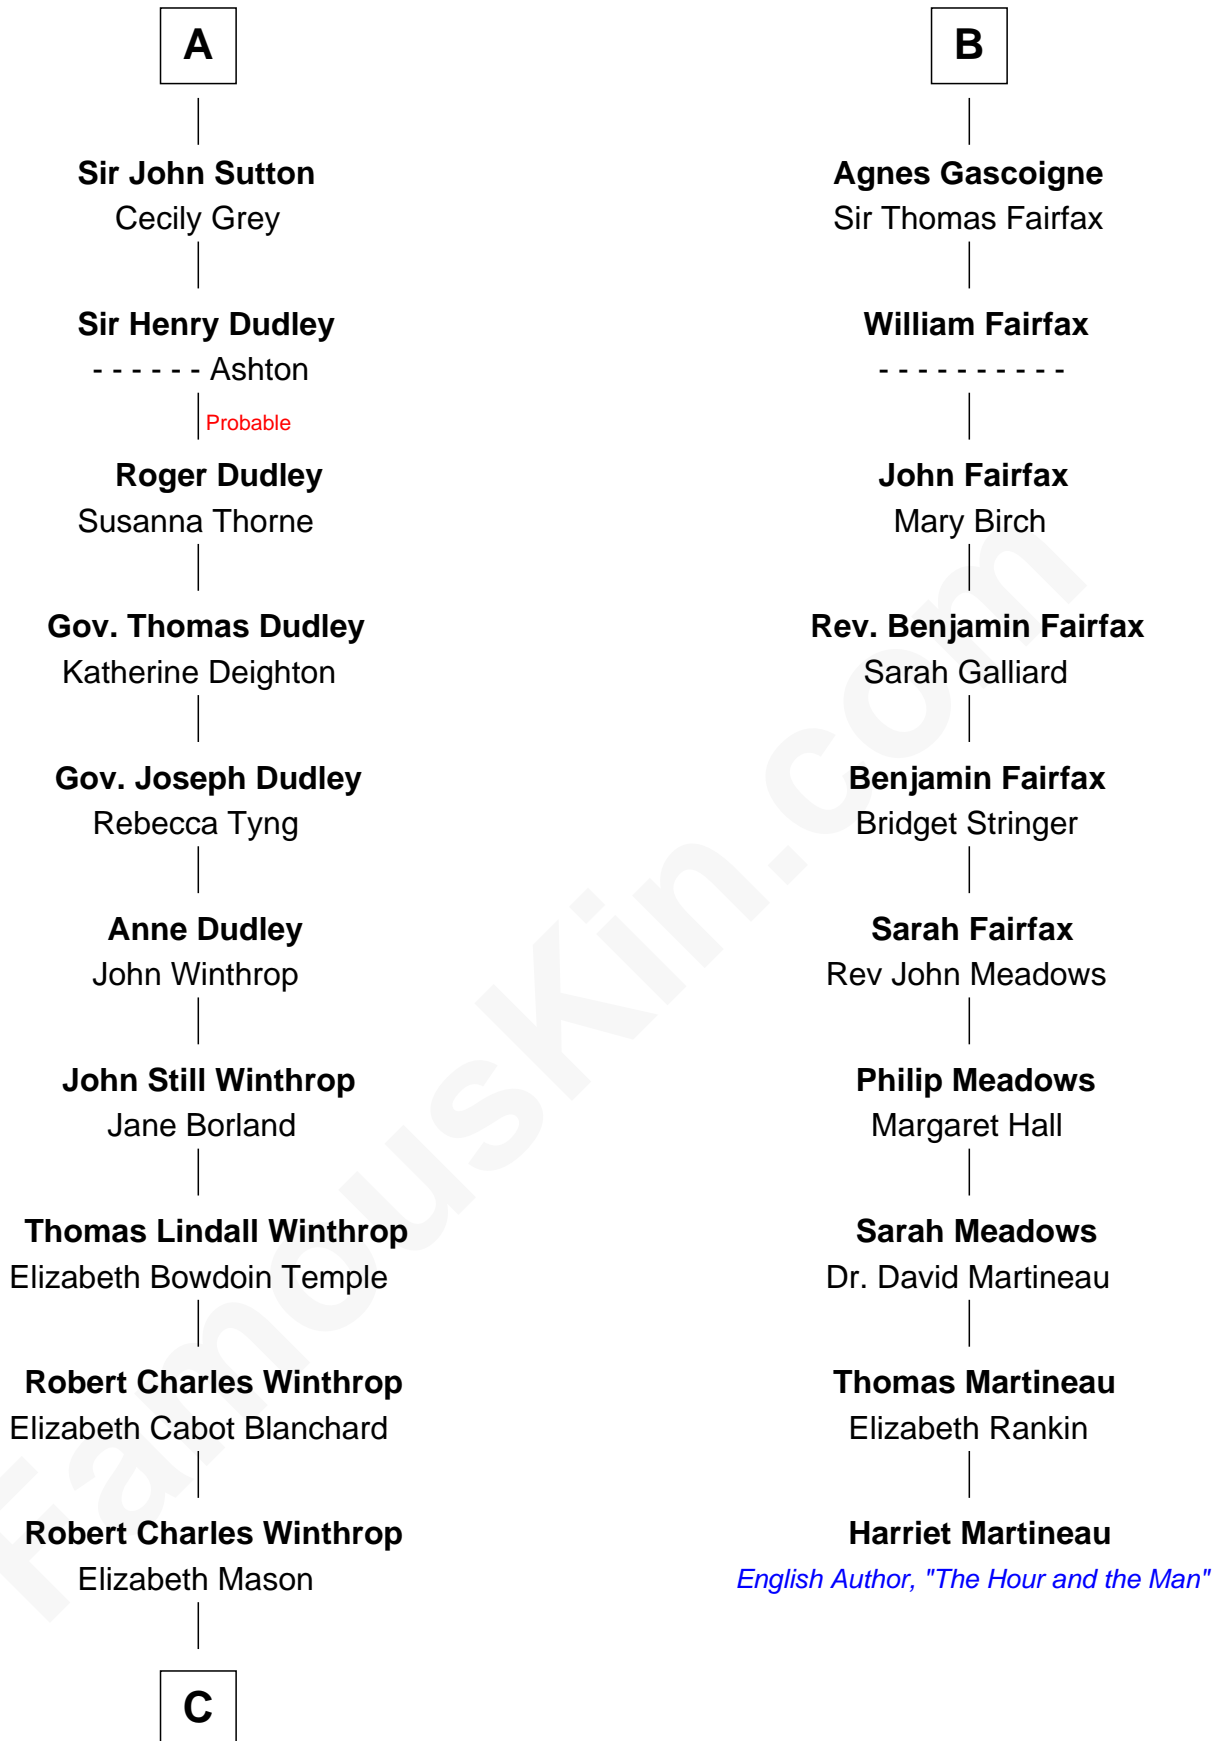 A
Sir John Sutton
Cecily Grey
Sir Henry Dudley
- - - - - - Ashton
Probable
Roger Dudley
Susanna Thorne
Gov. Thomas Dudley
Katherine Deighton
Gov. Joseph Dudley
Rebecca Tyng
Anne Dudley
John Winthrop
John Still Winthrop
Jane Borland
Thomas Lindall Winthrop
Elizabeth Bowdoin Temple
Robert Charles Winthrop
Elizabeth Cabot Blanchard
Robert Charles Winthrop
Elizabeth Mason
C
B
Agnes Gascoigne
Sir Thomas Fairfax
William Fairfax
- - - - - - - - - -
John Fairfax
Mary Birch
Rev. Benjamin Fairfax
Sarah Galliard
Benjamin Fairfax
Bridget Stringer
Sarah Fairfax
Rev John Meadows
Philip Meadows
Margaret Hall
Sarah Meadows
Dr. David Martineau
Thomas Martineau
Elizabeth Rankin
Harriet Martineau
English Author, "The Hour and the Man"
FamousKin.com